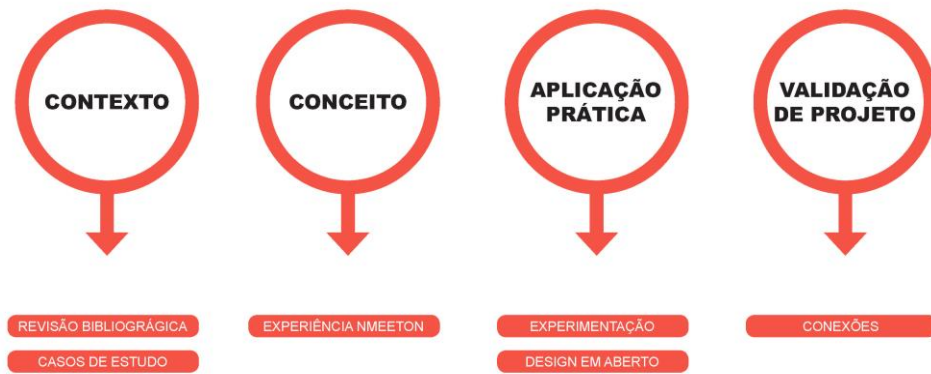 CONTEXTO
CONCEITO
APLICAÇÃO
PRÁTICA
VALIDAÇÃO
DE PROJETO
REVISÃO BIBLIOGRÁGICA
EXPERIÊNCIA NMEETON
EXPERIMENTAÇÃO
CONEXÕES
CASOS DE ESTUDO
DESIGN EM ABERTO